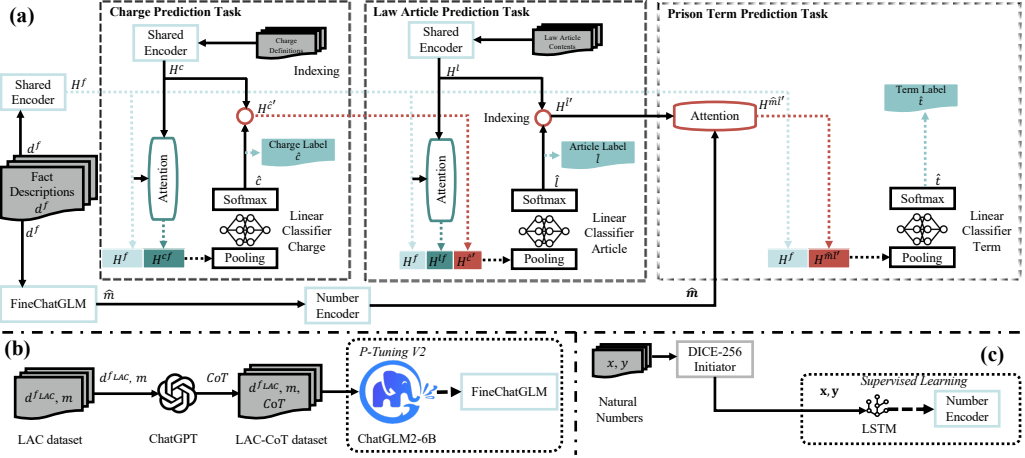 (a)
Charge Prediction Task
Shared
Encoder
Charge
Definitions
H^c
Indexing
H^f
Shared
Encoder
H^{ĉ′}
d^f
Fact
Descriptions
d^f
d^f
Attention
Charge Label
ĉ
ĉ
Softmax
Linear
Classifier
Charge
Pooling
H^f
H^{cf}
Law Article Prediction Task
Shared
Encoder
Law Article
Contents
H^l
Indexing
H^{l̂′}
Attention
Article Label
l̂
l̂
Softmax
Linear
Classifier
Article
Pooling
H^f
H^{lf}
H^{ĉ′}
Prison Term Prediction Task
Attention
H^{m̂l̂′}
Term Label
t̂
t̂
Softmax
Linear
Classifier
Term
Pooling
H^f
H^{m̂l̂′}
FineChatGLM
m̂
Number
Encoder
m̂
(b)
d^{f_{LAC}}, m
LAC dataset
d^{f_{LAC}}, m
ChatGPT
CoT
d^{f_{LAC}}, m,
CoT
LAC-CoT dataset
P-Tuning V2
ChatGLM2-6B
FineChatGLM
(c)
x, y
Natural
Numbers
DICE-256
Initiator
x, y
Supervised Learning
LSTM
Number
Encoder